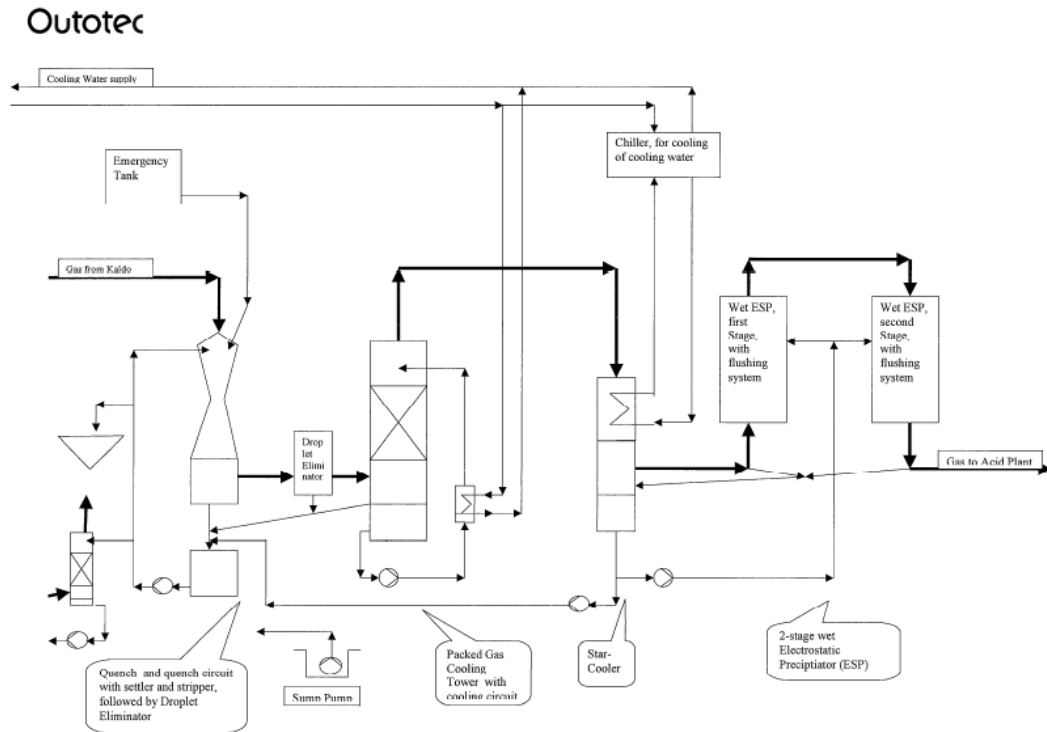 Outotec
Cooling Water supply
Chiller, for cooling
of cooling water
Emergency
Tank
Gas from Kaldo
Wet ESP,
first
Stage,
with
flushing
system
Wet ESP,
second
Stage,
with
flushing
system
Drop
let
Elimi
nator
Gas to Acid Plant
Quench and quench circuit
with settler and stripper,
followed by Droplet
Eliminator
Sump Pump
Packed Gas
Cooling
Tower with
cooling circuit
Star-
Cooler
2-stage wet
Electrostatic
Preciptiator (ESP)